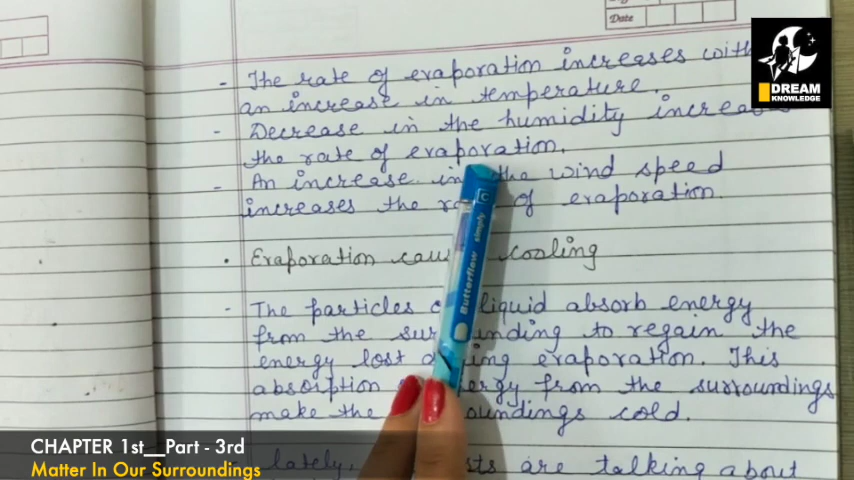 Date
DREAM
KNOWLEDGE
- The rate of evaporation increases with
an increase in temperature.
- Decrease in the humidity
the rate of evaporation.
- An increase in the wind speed
increases the of evaporation.
• Evaporation cooling
- The particles liquid absorb energy
from the to regain the
energy lost evaporation. This
absorption from the surroundings
make the cold.
are talking about
Butterflow simply
CHAPTER 1st__Part - 3rd
Matter In Our Surroundings